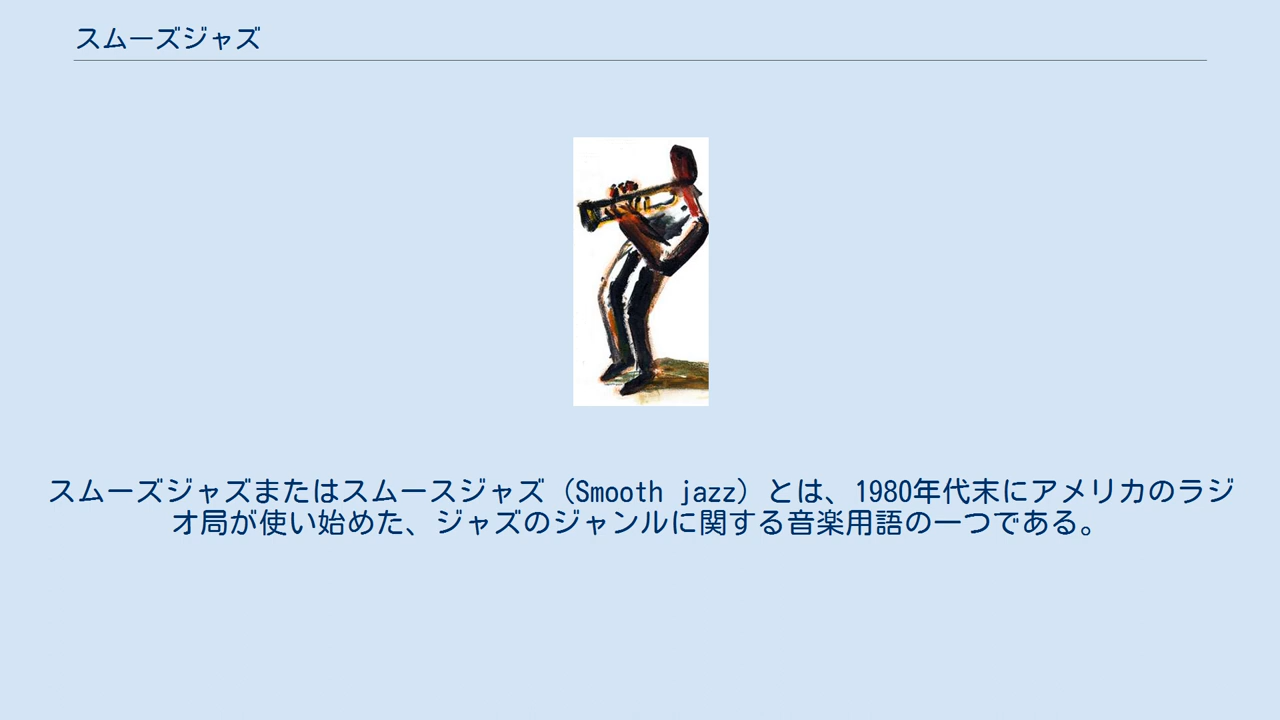 スムーズジャズ
スムーズジャズまたはスムースジャズ（Smooth jazz）とは、1980年代末にアメリカのラジ
オ局が使い始めた、ジャズのジャンルに関する音楽用語の一つである。